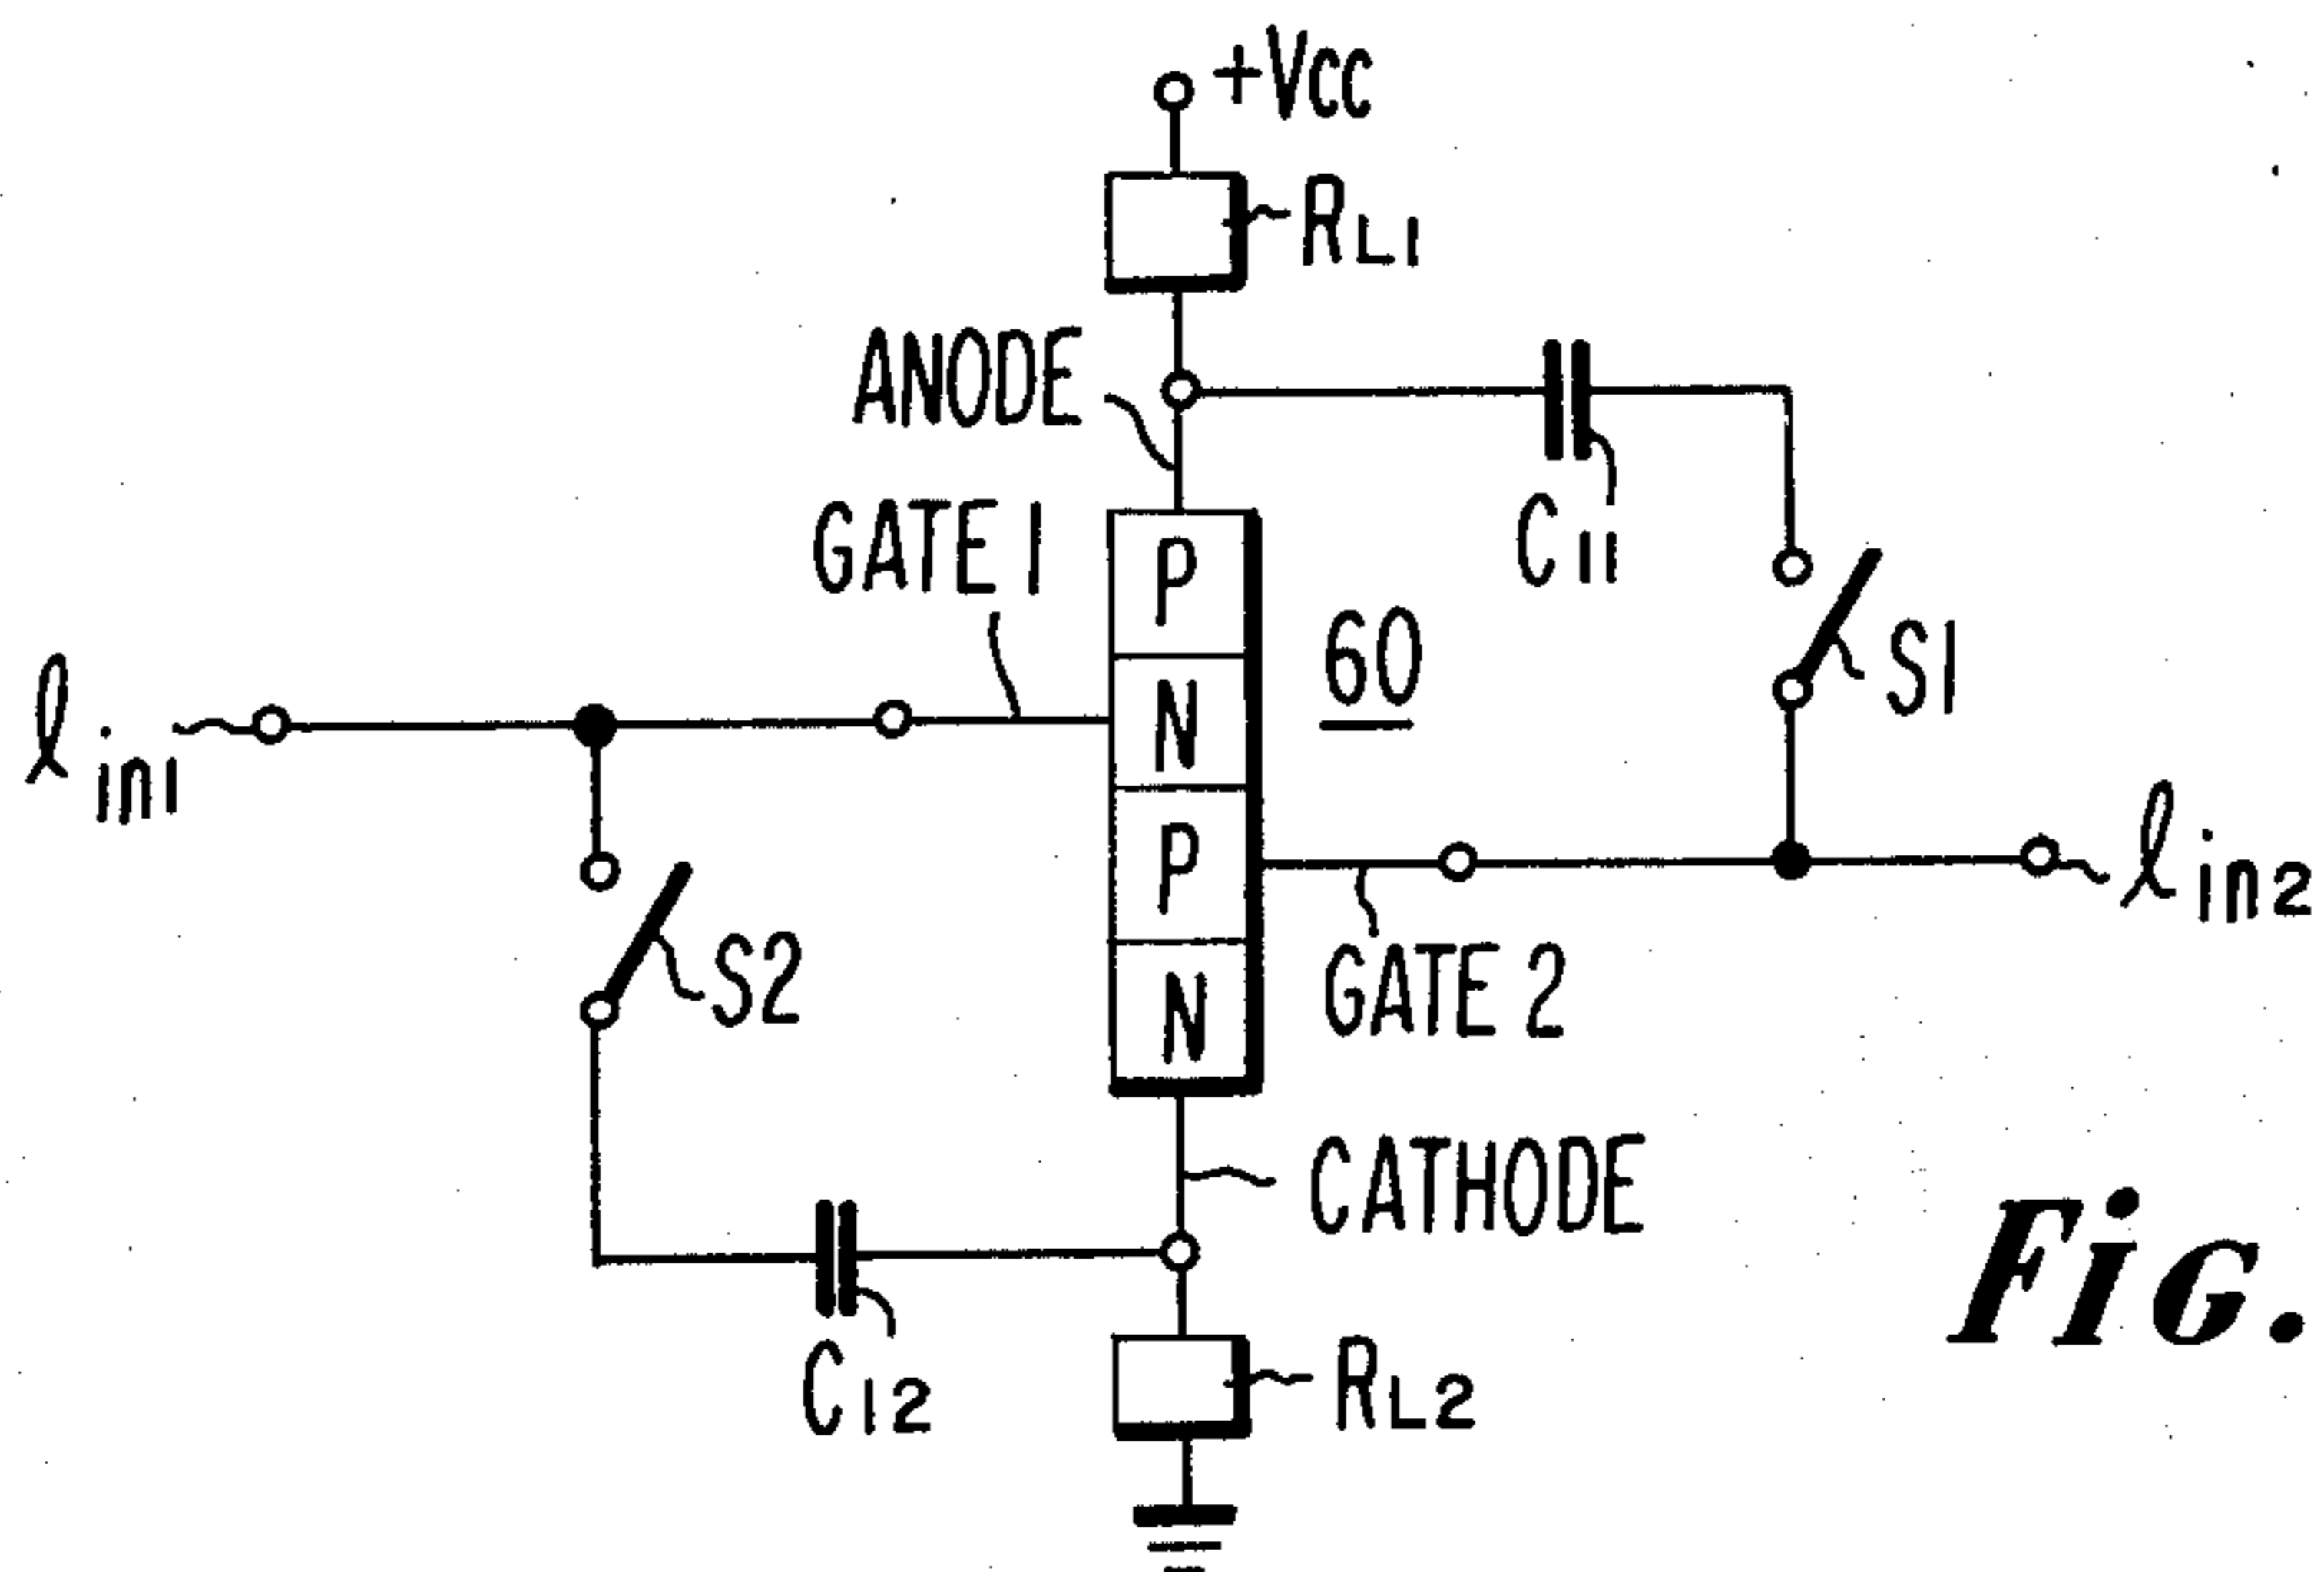 +Vcc
RL1
ANODE
C11
GATE 1
P
60
S1
N
lin1
P
lin2
S2
GATE 2
N
CATHODE
C12
RL2
Fig.